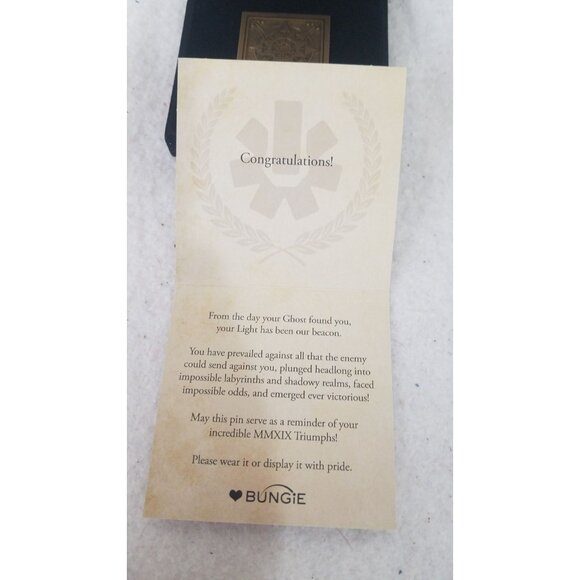 Congratulations!
From the day your Ghost found you,
your Light has been our beacon.
You have prevailed against all that the enemy
could send against you, plunged headlong into
impossible labyrinths and shadowy realms, faced
impossible odds, and emerged ever victorious!
May this pin serve as a reminder of your
incredible MMXIX Triumphs!
Please wear it or display it with pride.
BUNGiE